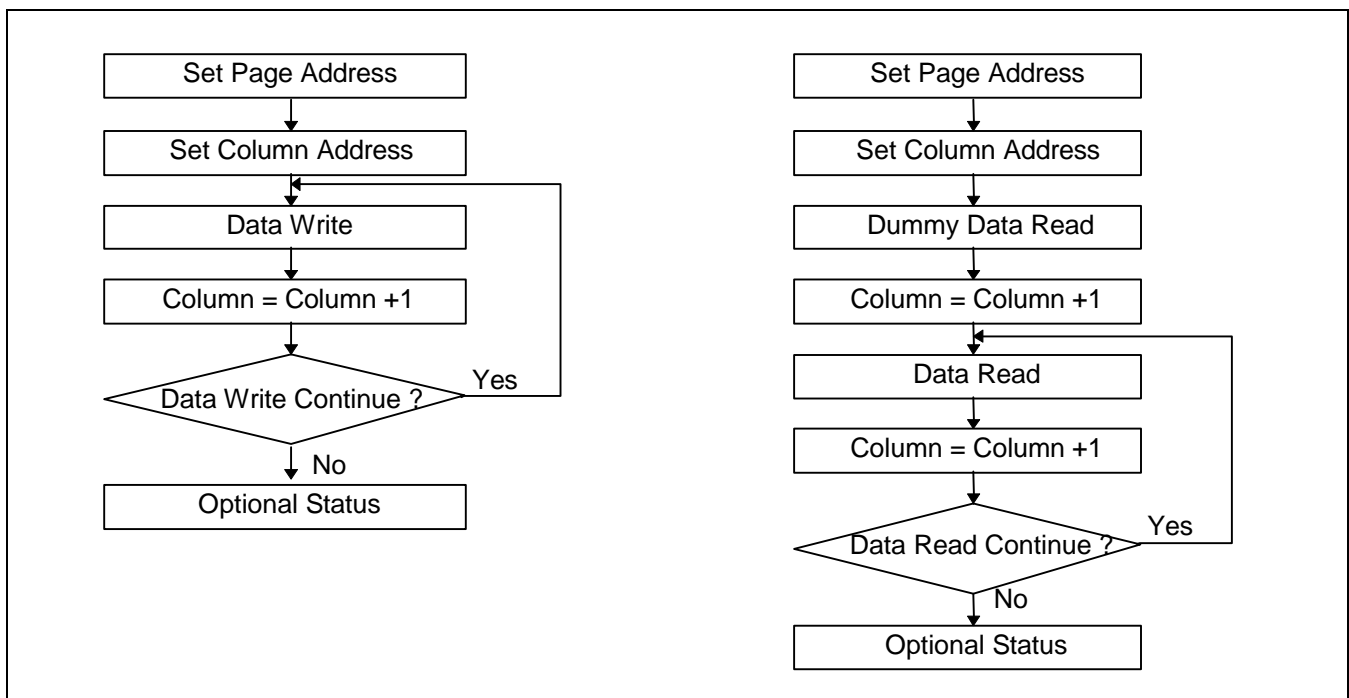 Set Page Address
Set Column Address
Data Write
Column = Column +1
Data Write Continue ?
Yes
No
Optional Status
Set Page Address
Set Column Address
Dummy Data Read
Column = Column +1
Data Read
Column = Column +1
Data Read Continue ?
Yes
No
Optional Status